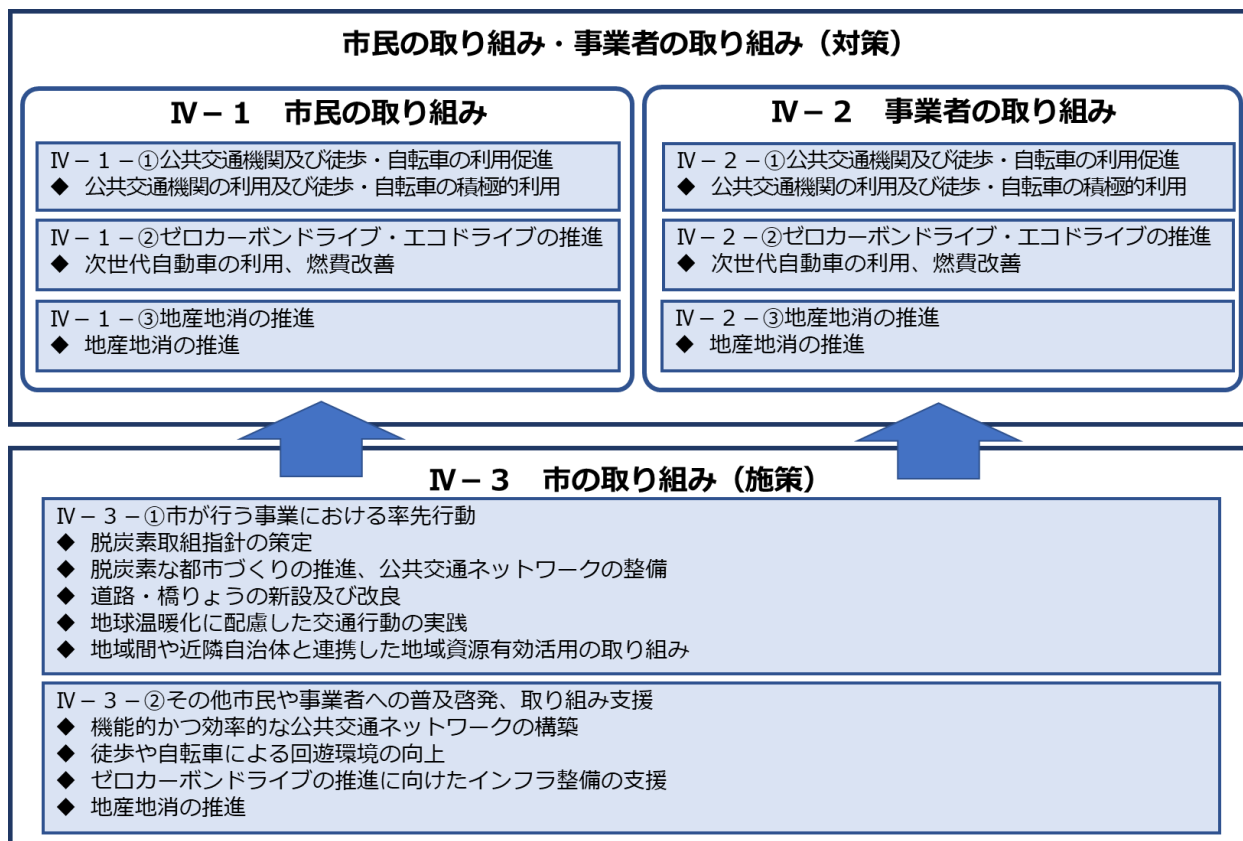 市民の取り組み・事業者の取り組み（対策）
Ⅳ－１　市民の取り組み
Ⅳ－１－①公共交通機関及び徒歩・自転車の利用促進
◆ 公共交通機関の利用及び徒歩・自転車の積極的利用
Ⅳ－１－②ゼロカーボンドライブ・エコドライブの推進
◆ 次世代自動車の利用、燃費改善
Ⅳ－１－③地産地消の推進
◆ 地産地消の推進
Ⅳ－２　事業者の取り組み
Ⅳ－２－①公共交通機関及び徒歩・自転車の利用促進
◆ 公共交通機関の利用及び徒歩・自転車の積極的利用
Ⅳ－２－②ゼロカーボンドライブ・エコドライブの推進
◆ 次世代自動車の利用、燃費改善
Ⅳ－２－③地産地消の推進
◆ 地産地消の推進
Ⅳ－３　市の取り組み（施策）
Ⅳ－３－①市が行う事業における率先行動
◆ 脱炭素取組指針の策定
◆ 脱炭素な都市づくりの推進、公共交通ネットワークの整備
◆ 道路・橋りょうの新設及び改良
◆ 地球温暖化に配慮した交通行動の実践
◆ 地域間や近隣自治体と連携した地域資源有効活用の取り組み
Ⅳ－３－②その他市民や事業者への普及啓発、取り組み支援
◆ 機能的かつ効率的な公共交通ネットワークの構築
◆ 徒歩や自転車による回遊環境の向上
◆ ゼロカーボンドライブの推進に向けたインフラ整備の支援
◆ 地産地消の推進